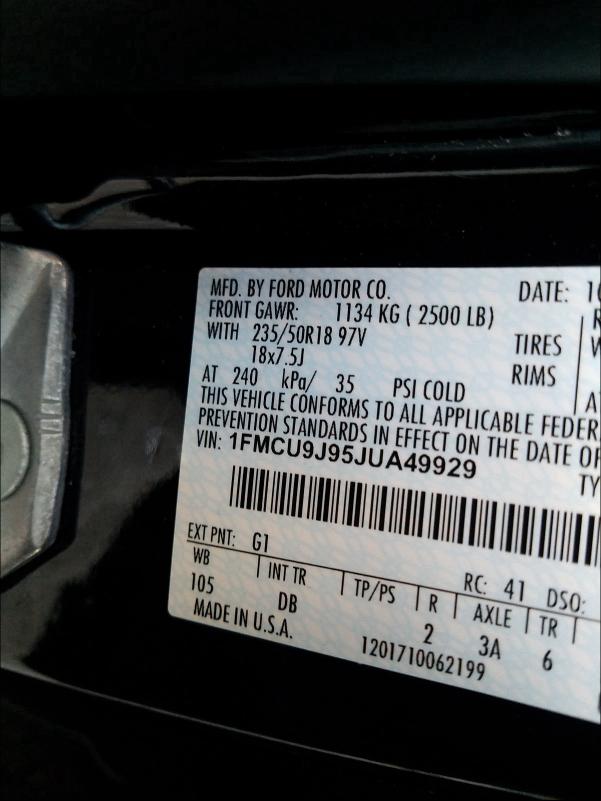 MFD. BY FORD MOTOR CO. DATE: 10
FRONT GAWR: 1134 KG ( 2500 LB)
WITH 235/50R18 97V TIRES
18x7.5J RIMS
AT 240 kPa/ 35 PSI COLD
THIS VEHICLE CONFORMS TO ALL APPLICABLE
PREVENTION STANDARDS IN EFFECT ON THE DATE OF
VIN: 1FMCU9J95JUA49929
EXT PNT: G1 RC: 41 DSO:
WB INT TR TP/PS R AXLE TR
105 DB 2 3A 6
MADE IN U.S.A. 1201710062199